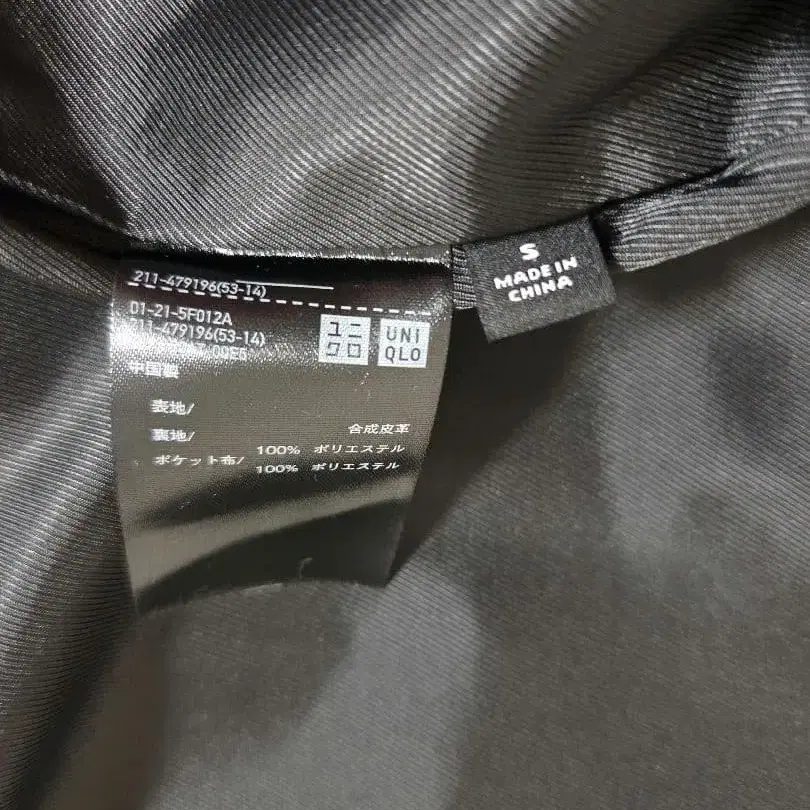 211-479196(53-14)
01-21-5F012A
211-479196(53-14)
中国製
ユニ
クロ
UNI
QLO
表地/
合成皮革
裏地/
100% ポリエステル
ポケット布/
100% ポリエステル
S
MADE IN
CHINA